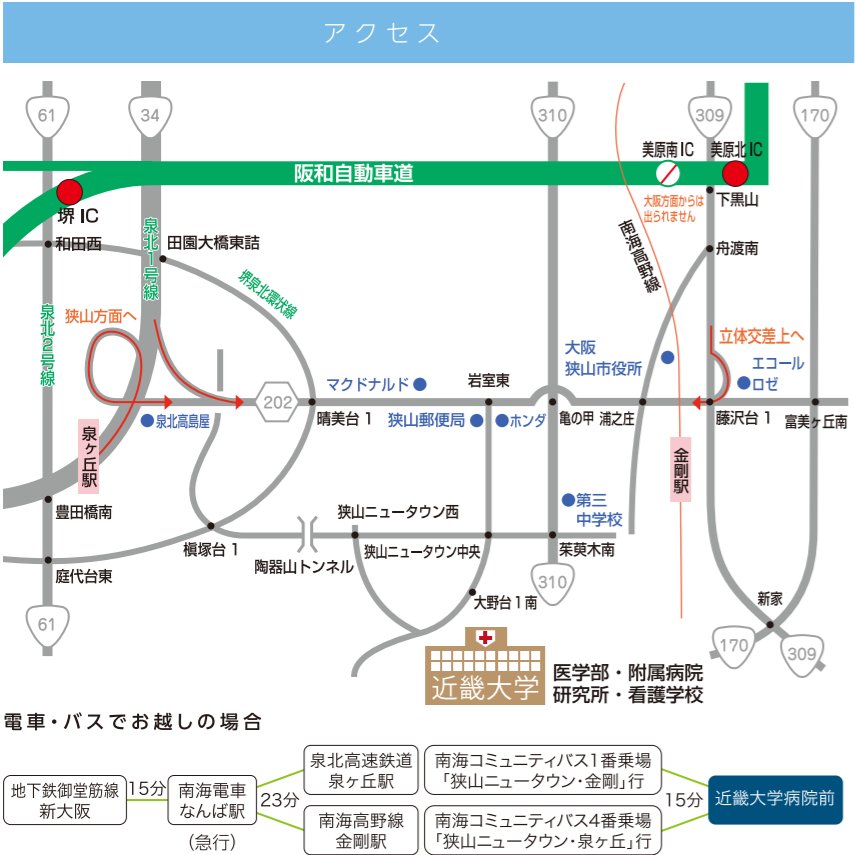 アクセス
61
34
310
309
170
美原南IC
美原北IC
阪和自動車道
堺IC
大阪方面からは
出られません
下黒山
和田西
泉北1号線
田園大橋東詰
南海高野線
舟渡南
堺泉北環状線
泉北2号線
狭山方面へ
立体交差上へ
大阪
狭山市役所
エコール
ロゼ
マクドナルド
岩室東
202
泉北高島屋
晴美台1
狭山郵便局
ホンダ
亀の甲
浦之庄
藤沢台1
富美ヶ丘南
泉ヶ丘駅
金剛駅
豊田橋南
第三
中学校
狭山ニュータウン西
槇塚台1
陶器山トンネル
狭山ニュータウン中央
茱萸木南
庭代台東
310
大野台1南
新家
61
170
309
近畿大学
医学部・附属病院
研究所・看護学校
電車・バスでお越しの場合
地下鉄御堂筋線
新大阪
15分
南海電車
なんば駅
(急行)
23分
泉北高速鉄道
泉ヶ丘駅
南海高野線
金剛駅
南海コミュニティバス1番乗場
「狭山ニュータウン・金剛」行
南海コミュニティバス4番乗場
「狭山ニュータウン・泉ヶ丘」行
15分
近畿大学病院前